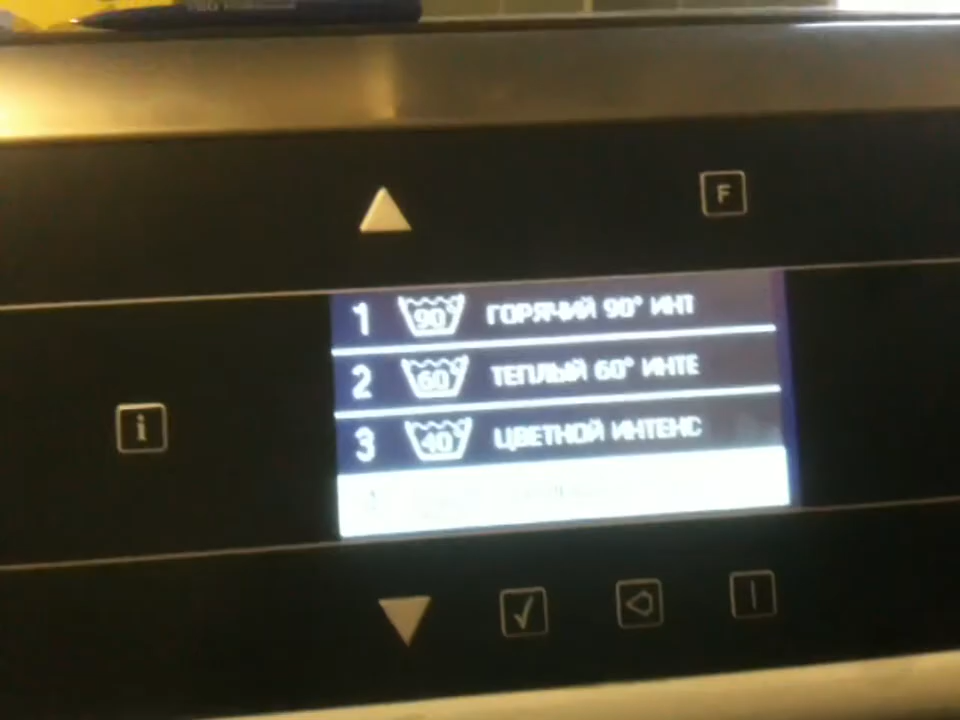 F
1 90 ГОРЯЧИЙ 90° ИНТ
2 60 ТЕПЛЫЙ 60° ИНТЕ
3 40 ЦВЕТНОЙ ИНТЕНС
i